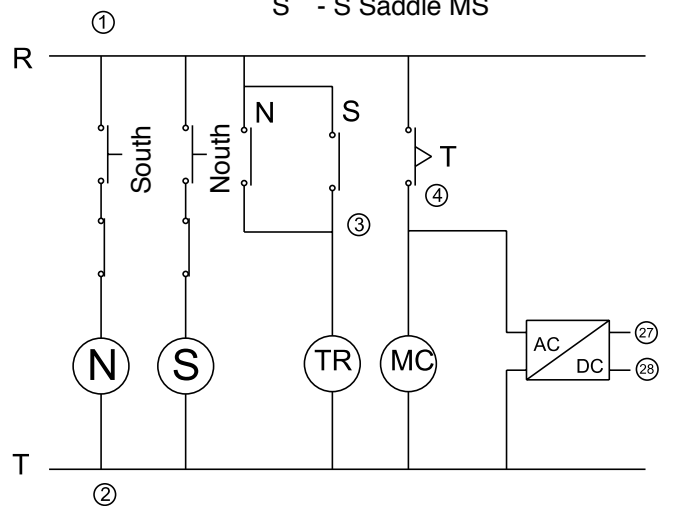 S - S Saddle MS
①
R
N
S
South
Nouth
T
④
③
N
S
TR
MC
AC
DC
㉗
㉘
T
②